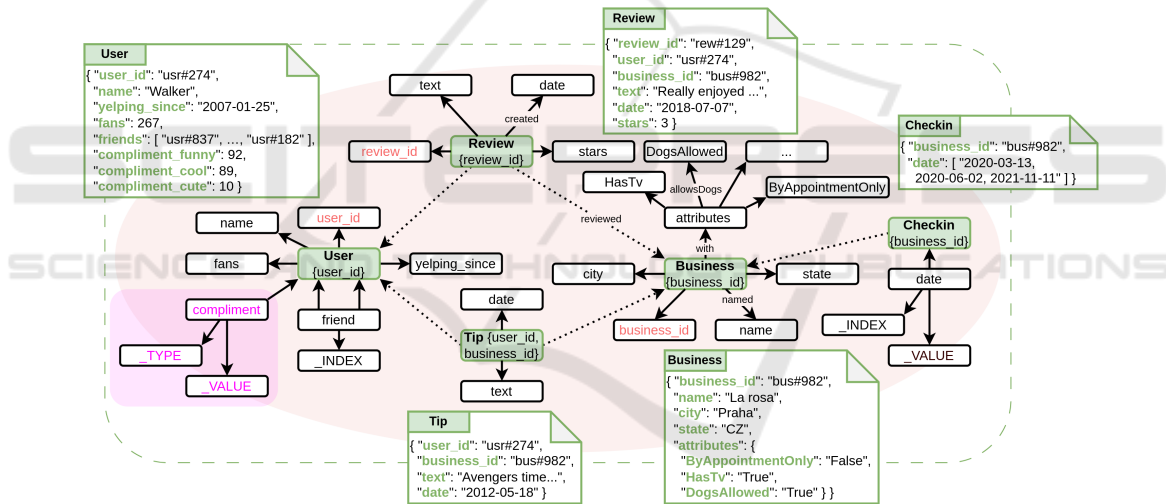 Review
{ "review_id": "rew#129",
"user_id": "usr#274",
"business_id": "bus#982",
"text": "Really enjoyed ...",
"date": "2018-07-07",
"stars": 3 }
User
{ "user_id": "usr#274",
"name": "Walker",
"yelping_since": "2007-01-25",
"fans": 267,
"friends": [ "usr#837", ..., "usr#182" ],
"compliment_funny": 92,
"compliment_cool": 89,
"compliment_cute": 10 }
Checkin
{ "business_id": "bus#982",
"date": [ "2020-03-13,
2020-06-02, 2021-11-11" ] }
text
date
created
review_id
Review
{review_id}
stars
DogsAllowed
...
HasTv
allowsDogs
ByAppointmentOnly
attributes
reviewed
with
name
user_id
fans
User
{user_id}
yelping_since
compliment
_TYPE
_VALUE
friend
_INDEX
date
Tip {user_id,
business_id}
text
city
Business
{business_id}
state
named
business_id
name
Checkin
{business_id}
date
_INDEX
_VALUE
Tip
{ "user_id": "usr#274",
"business_id": "bus#982",
"text": "Avengers time...",
"date": "2012-05-18" }
Business
{ "business_id": "bus#982",
"name": "La rosa",
"city": "Praha",
"state": "CZ",
"attributes": {
"ByAppointmentOnly": "False",
"HasTv": "True",
"DogsAllowed": "True" } }
SCITEPRESS
SCIENCE AND TECHNOLOGY PUBLICATIONS